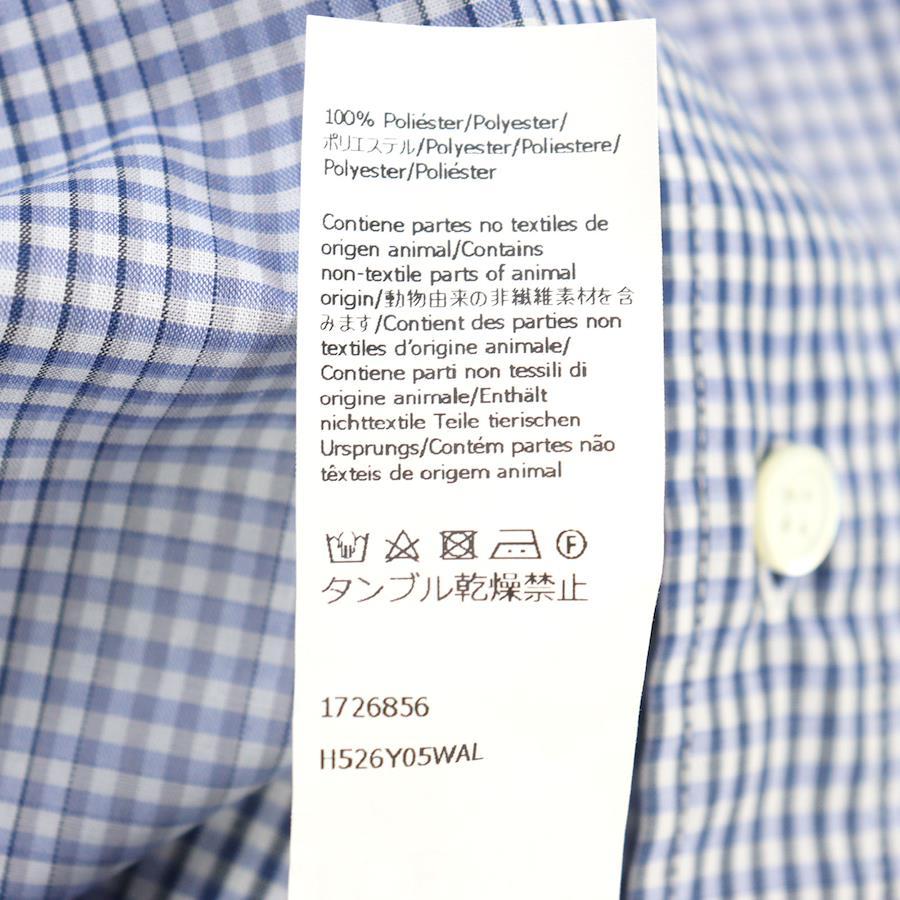 100% Poliéster/Polyester/
ポリエステル/Polyester/Poliestere/
Polyester/Poliéster
Contiene partes no textiles de
origen animal/Contains
non-textile parts of animal
origin/動物由来の非繊維素材を含
みます/Contient des parties non
textiles d'origine animale/
Contiene parti non tessili di
origine animale/Enthält
nichttextile Teile tierischen
Ursprungs/Contém partes não
têxteis de origem animal
F
タンブル乾燥禁止
1726856
H526Y05WAL